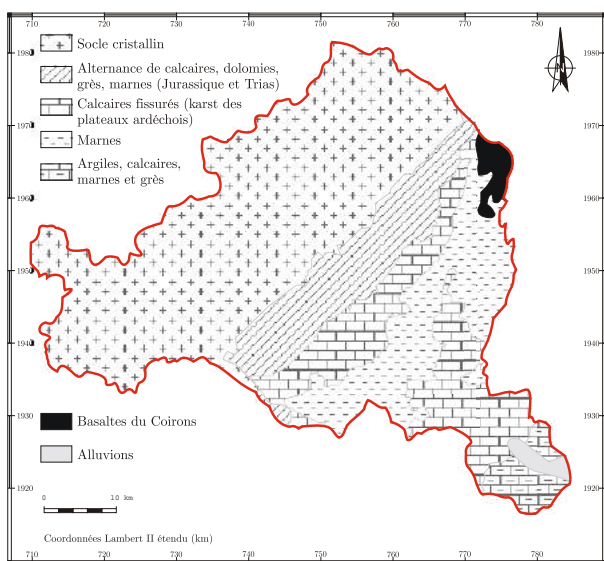 710 720 730 740 750 760 770 780
1980 1980
1970 1970
1960 1960
1950 1950
1940 1940
1930 1930
1920 1920
Socle cristallin
Alternance de calcaires, dolomies,
grès, marnes (Jurassique et Trias)
Calcaires fissurés (karst des
plateaux ardéchois)
Marnes
Argiles, calcaires,
marnes et grès
Basaltes du Coirons
Alluvions
0 10 km
Coordonnées Lambert II étendu (km)
710 720 730 740 750 760 770 780